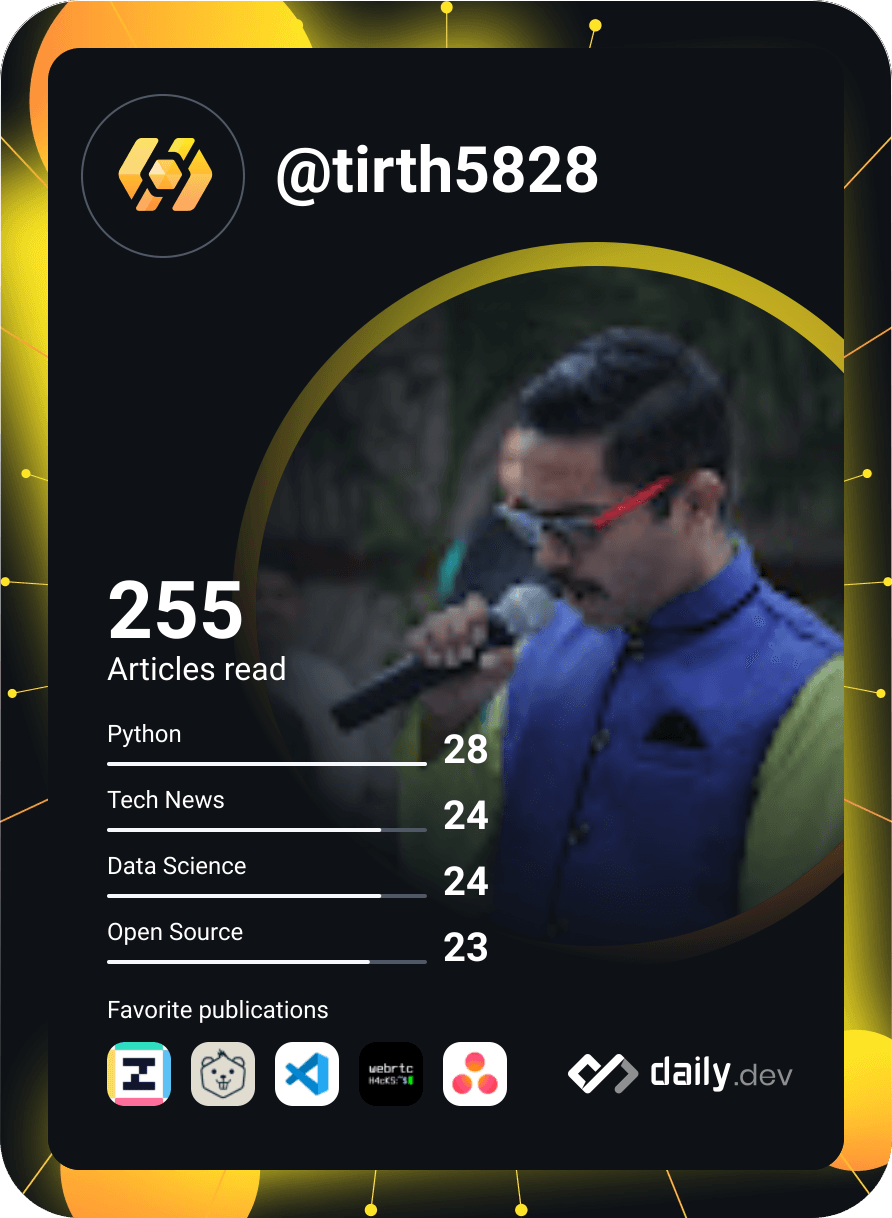 @tirth5828
255
Articles read
Python
28
Tech News
24
Data Science
24
Open Source
23
Favorite publications
webrtc
H4cKS:~$
daily.dev